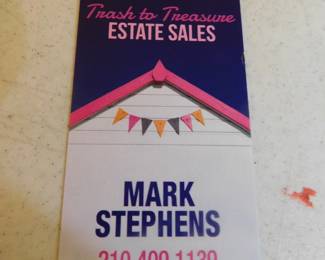 Trash to Treasure
ESTATE SALES
MARK
STEPHENS